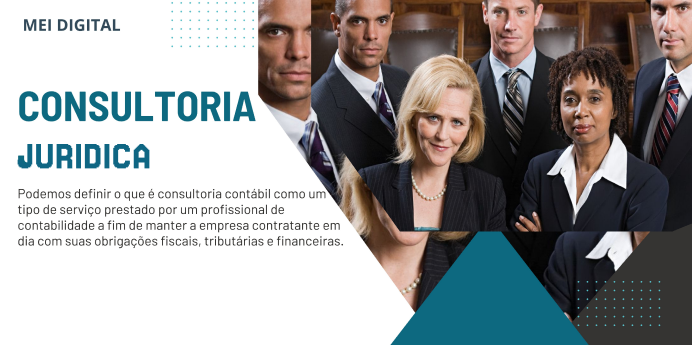 MEI DIGITAL
CONSULTORIA
JURIDICA
Podemos definir o que é consultoria contábil como um
tipo de serviço prestado por um profissional de
contabilidade a fim de manter a empresa contratante em
dia com suas obrigações fiscais, tributárias e financeiras.